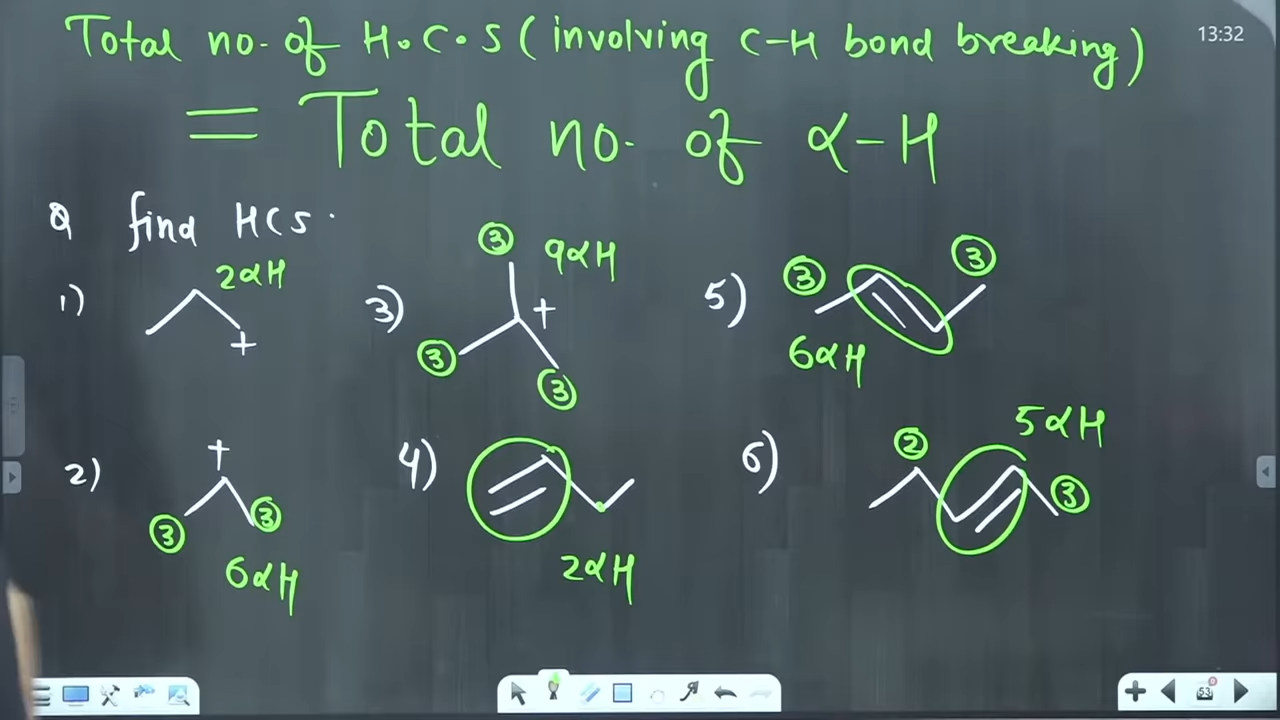 Total no. of H.C.S (involving C-H bond breaking)
13:32
= Total no. of α-H
Q find HCS.
1) 2αH +
2) + 3 3 6αH
3) 3 9αH + 3 3
4) 2αH
5) 3 3 6αH
6) 2 5αH 3
53